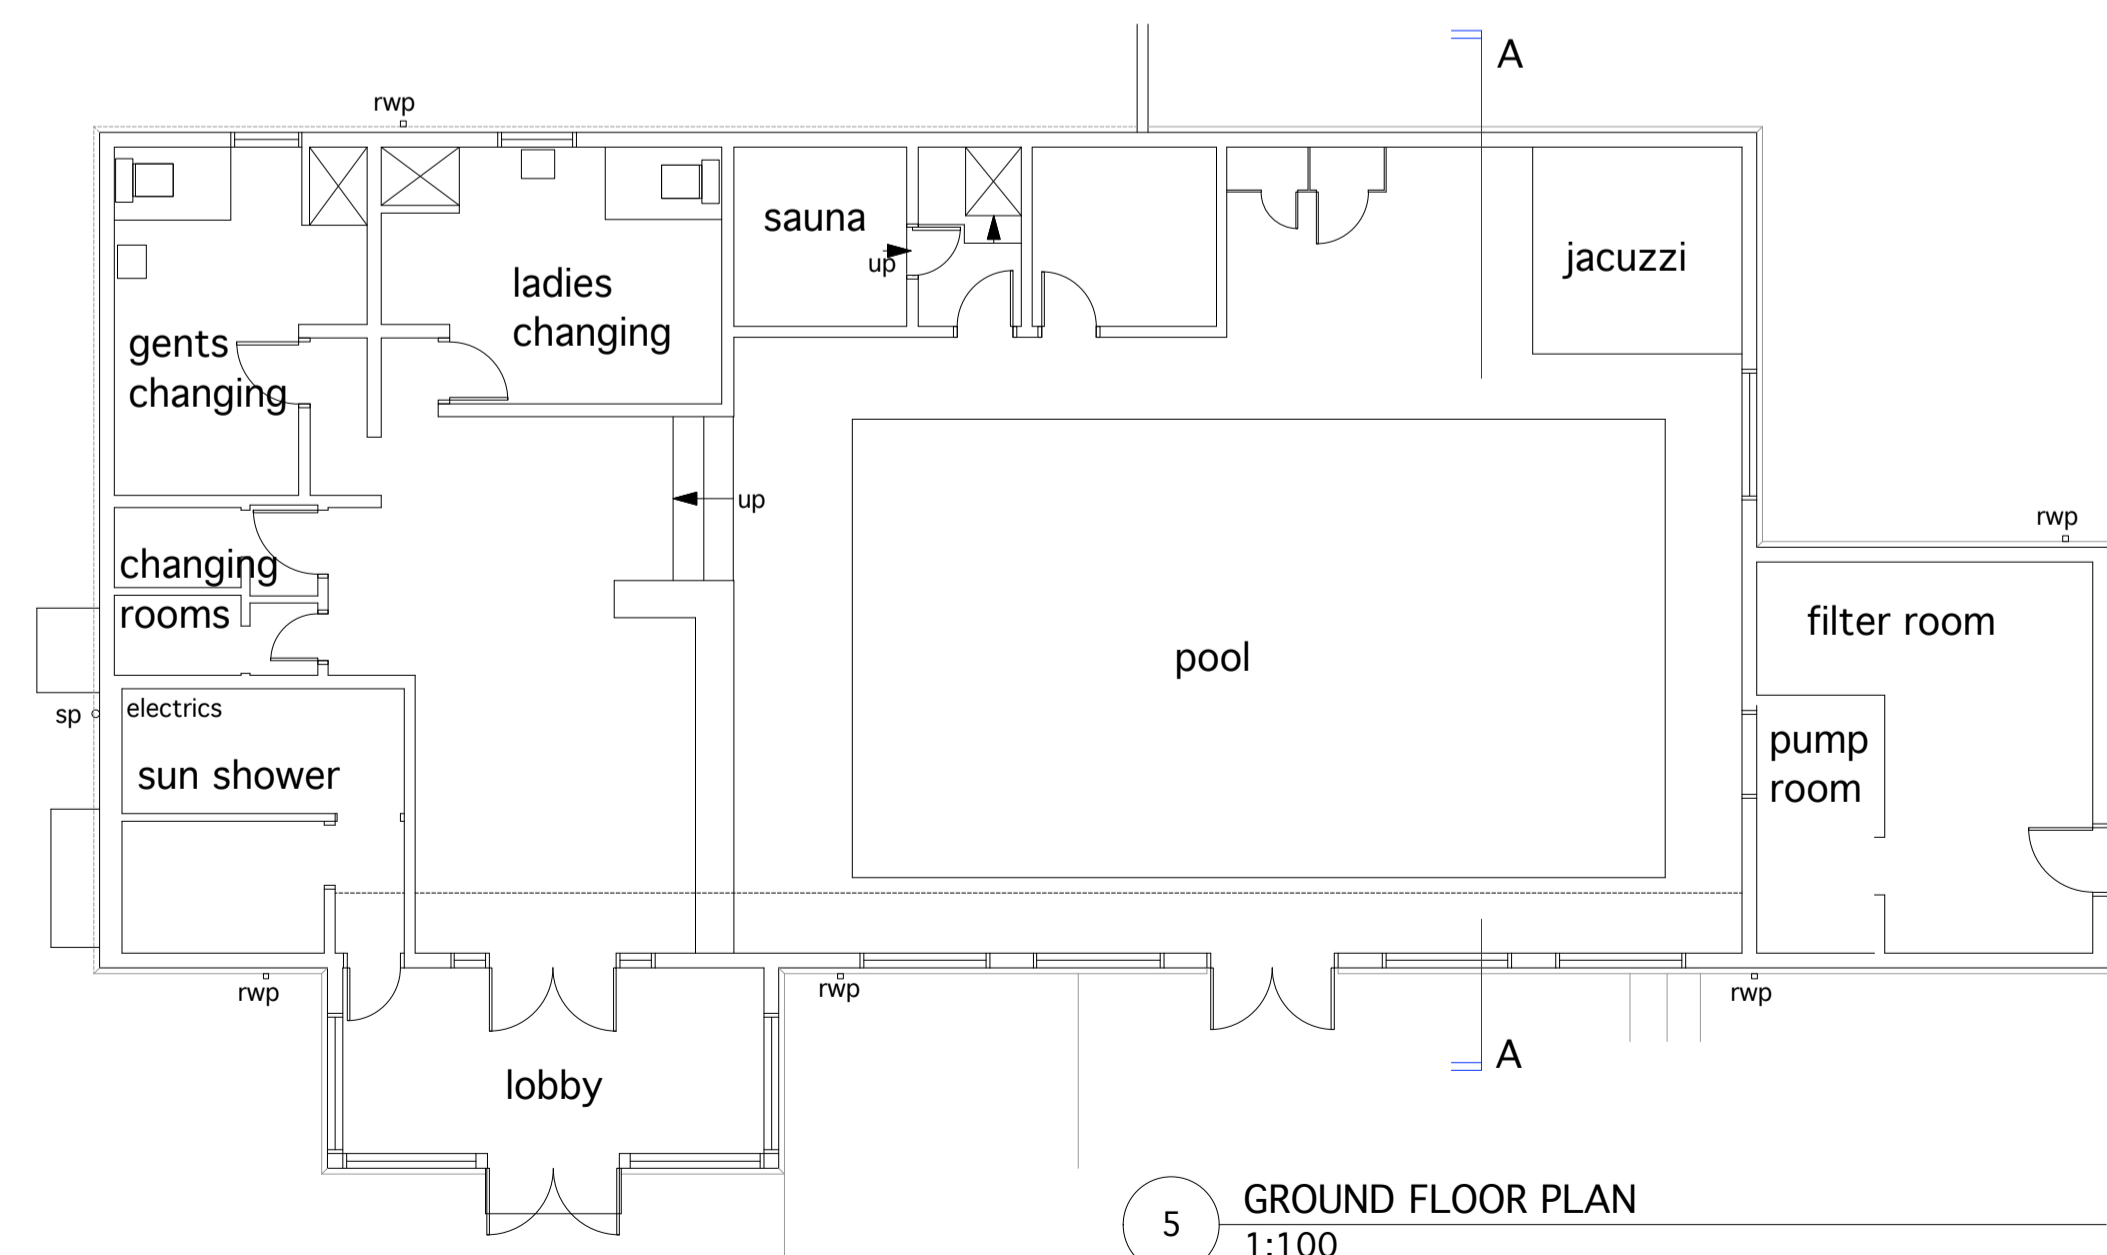 A
rwp
sauna
up
ladies
changing
jacuzzi
gents
changing
up
rwp
changing
rooms
filter room
pool
sp
electrics
sun shower
pump
room
rwp
rwp
rwp
A
lobby
5
GROUND FLOOR PLAN
1:100